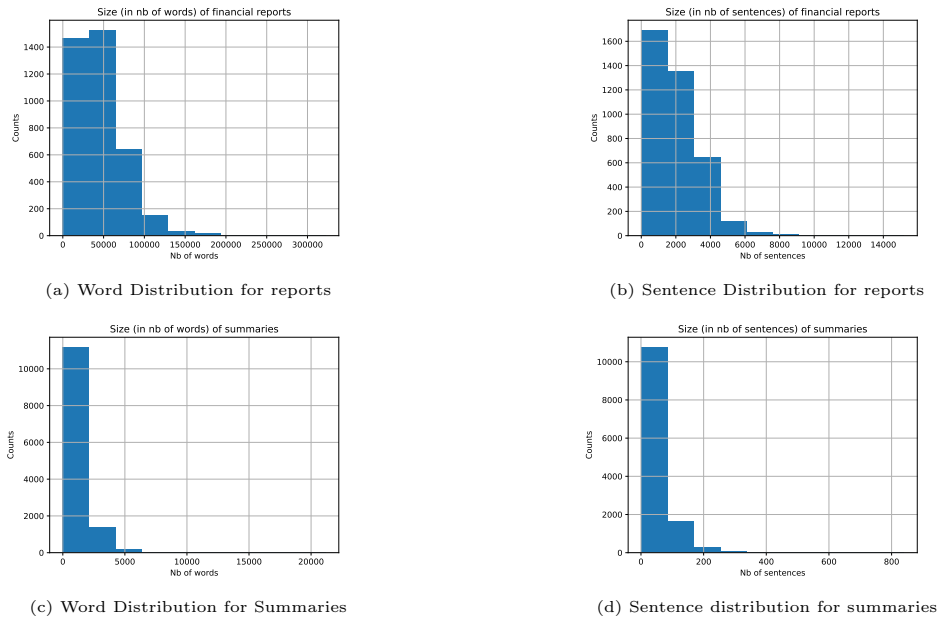 Size (in nb of words) of financial reports
1400
1200
1000
800
600
400
200
0
Counts
0 50000 100000 150000 200000 250000 300000
Nb of words
(a) Word Distribution for reports
Size (in nb of sentences) of financial reports
1600
1400
1200
1000
800
600
400
200
0
Counts
0 2000 4000 6000 8000 10000 12000 14000
Nb of sentences
(b) Sentence Distribution for reports
Size (in nb of words) of summaries
10000
8000
6000
4000
2000
0
Counts
0 5000 10000 15000 20000
Nb of words
(c) Word Distribution for Summaries
Size (in nb of sentences) of summaries
10000
8000
6000
4000
2000
0
Counts
0 200 400 600 800
Nb of sentences
(d) Sentence distribution for summaries